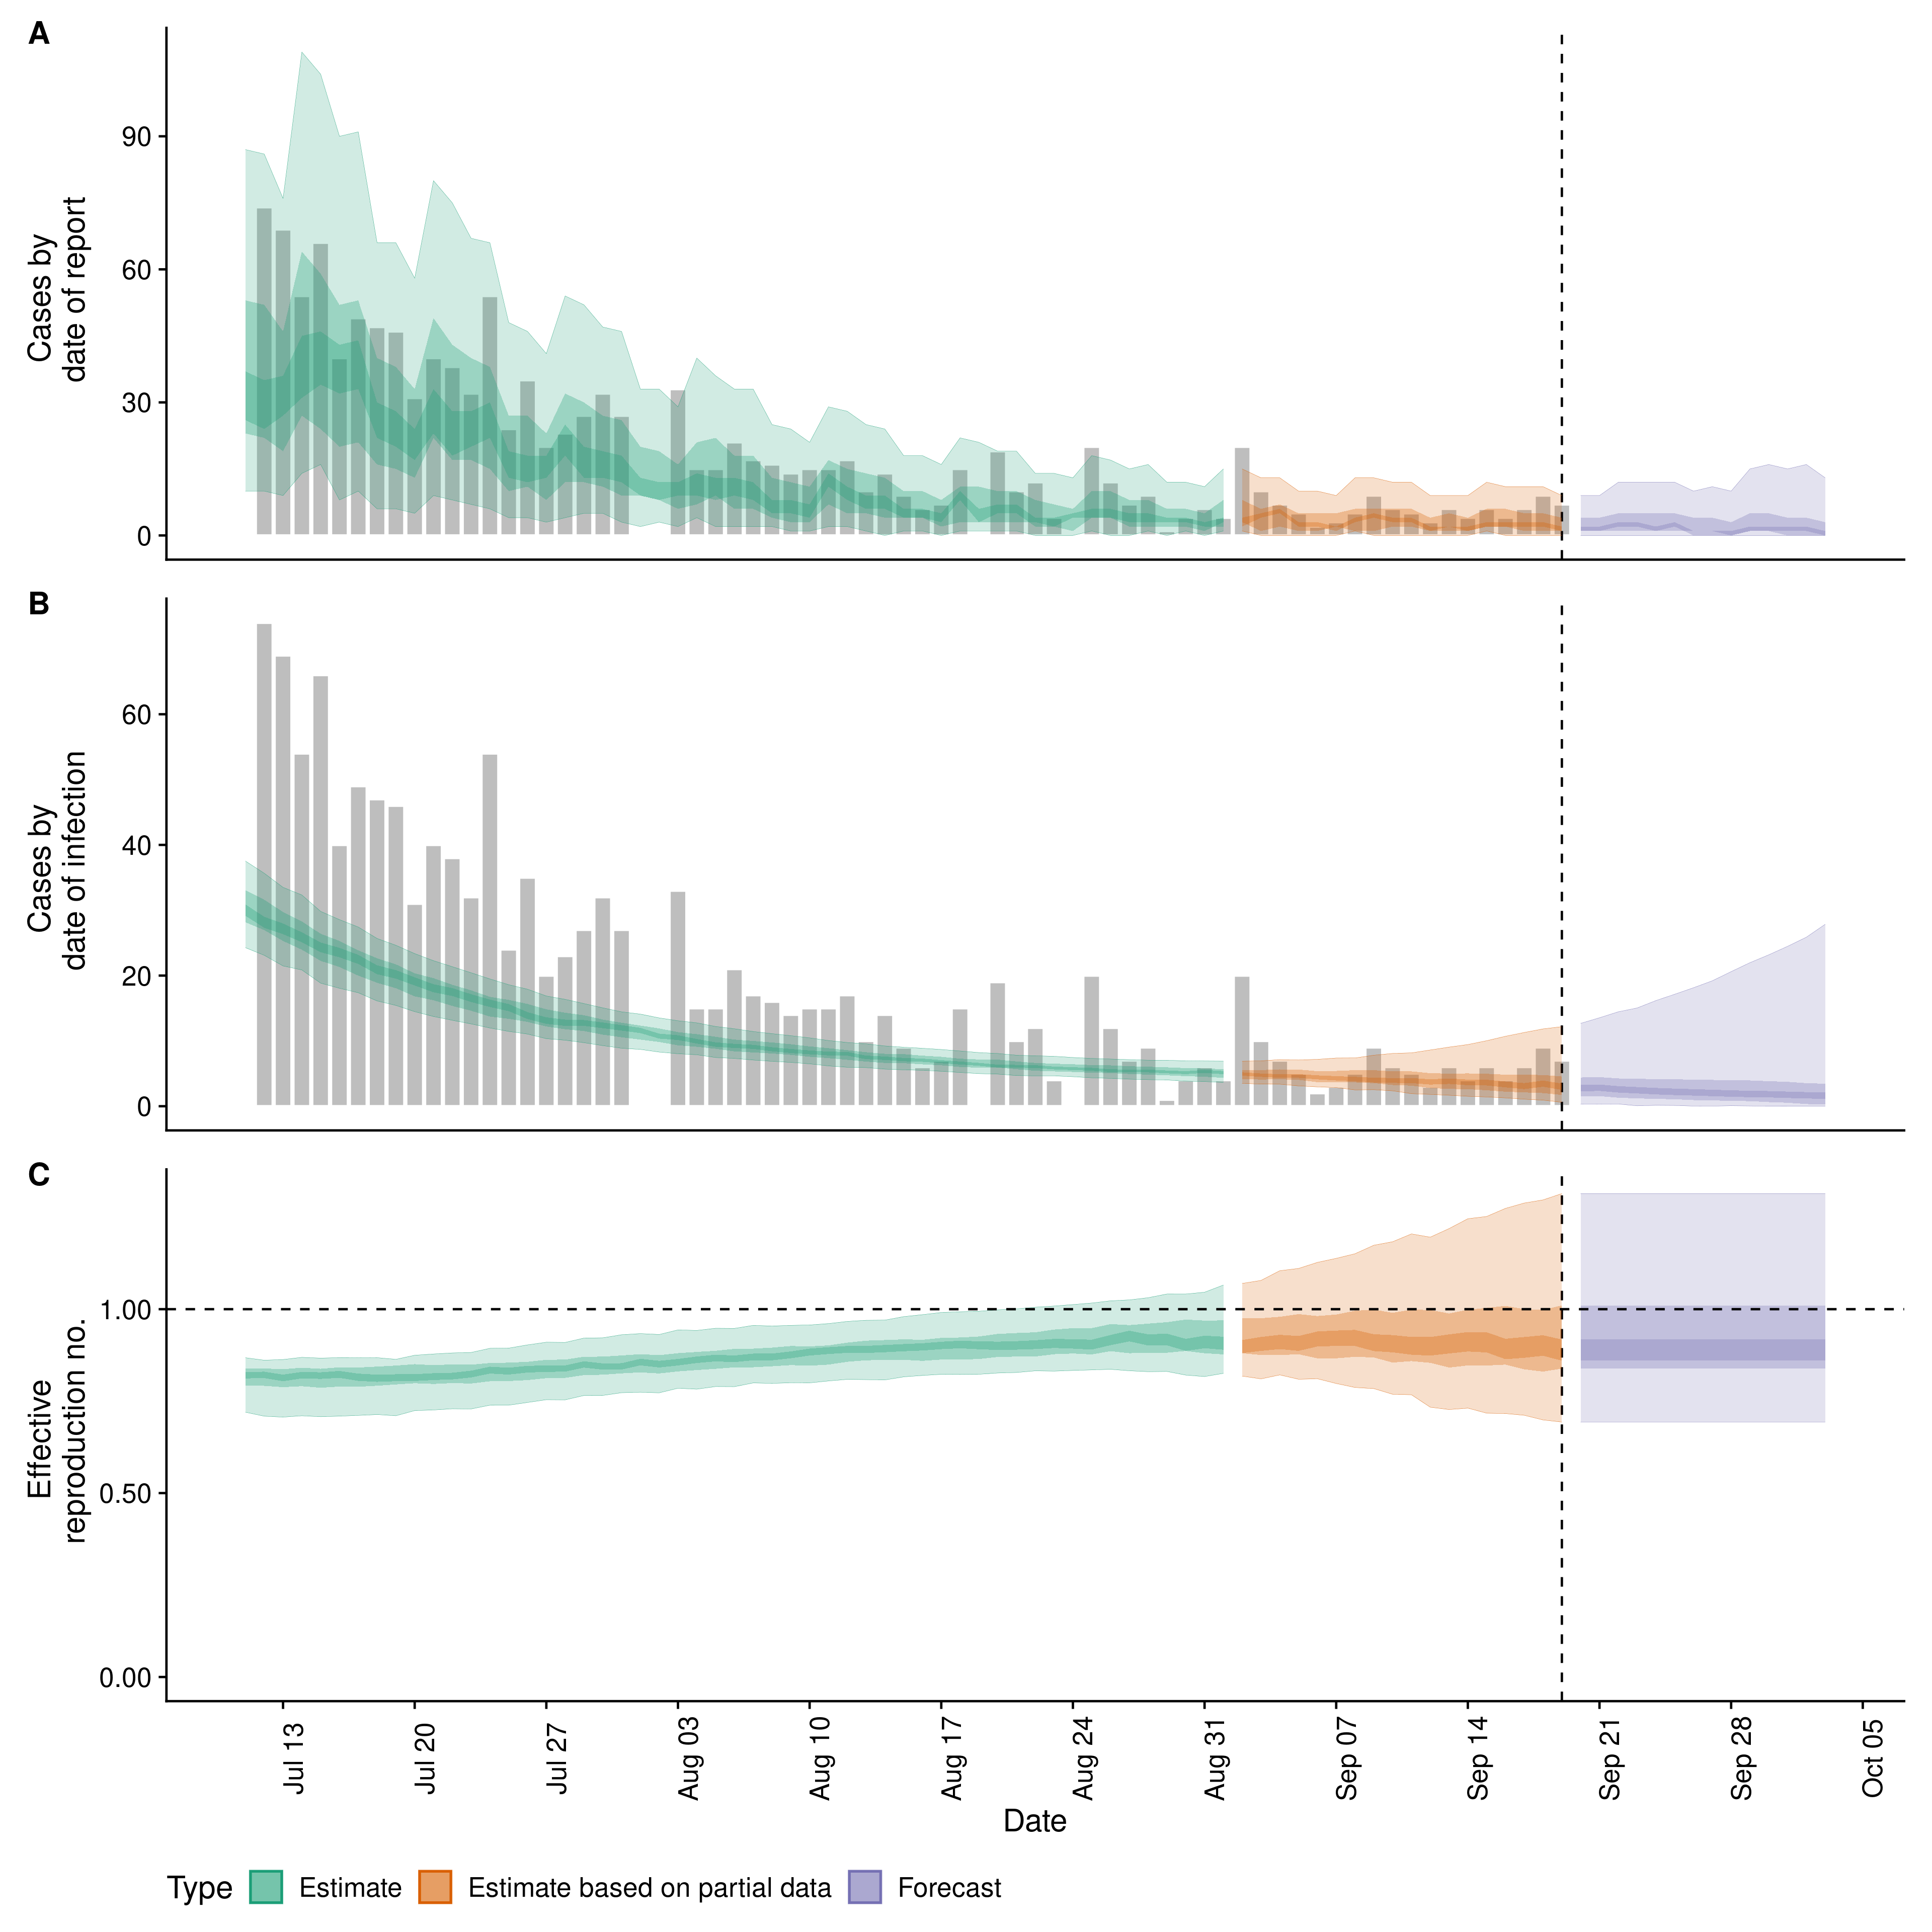 A
Cases by
date of report
90
60
30
0
B
Cases by
date of infection
60
40
20
0
C
Effective
reproduction no.
1.00
0.50
0.00
Jul 13
Jul 20
Jul 27
Aug 03
Aug 10
Aug 17
Aug 24
Aug 31
Sep 07
Sep 14
Sep 21
Sep 28
Oct 05
Date
Type Estimate Estimate based on partial data Forecast